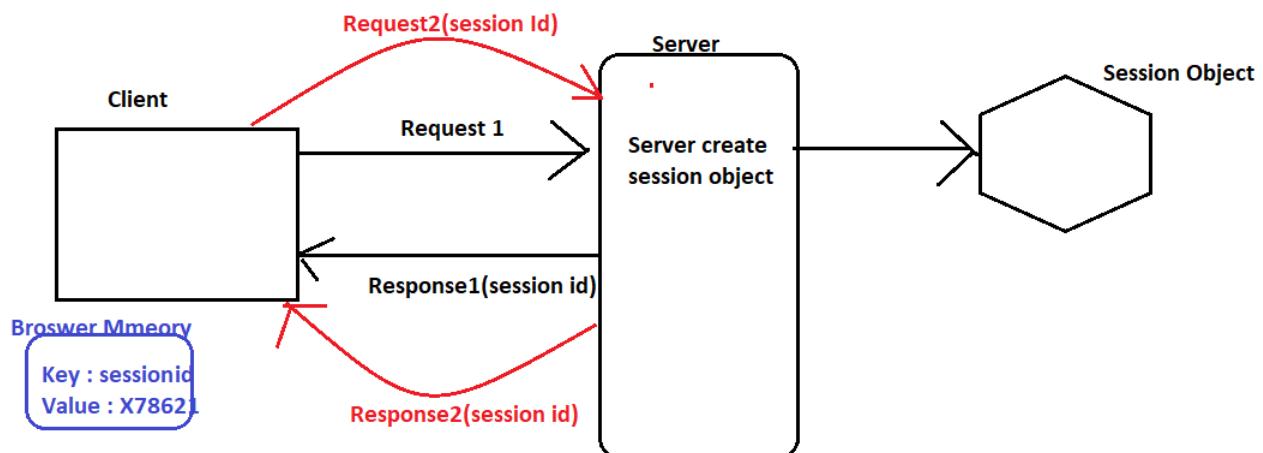 Request2(session Id)
Server
Client
Session Object
Request 1
Server create
session object
Response1(session id)
Broswer Mmeory
Key : sessionid
Value : X78621
Response2(session id)